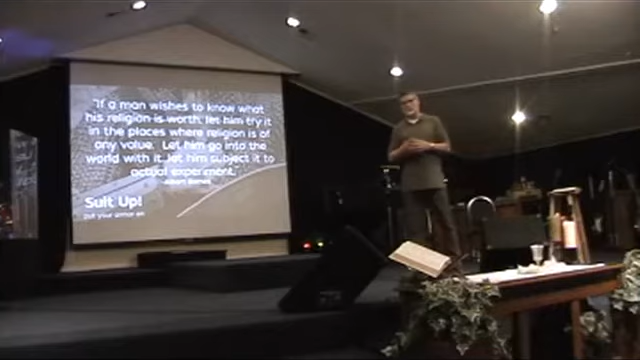 "If a man wishes to know what
his religion is worth, let him try it
in the places where religion is of
any value. Let him go into the
world with it...let him subject it to
actual experiment."
-Albert Barnes
Suit Up!
put your armor on